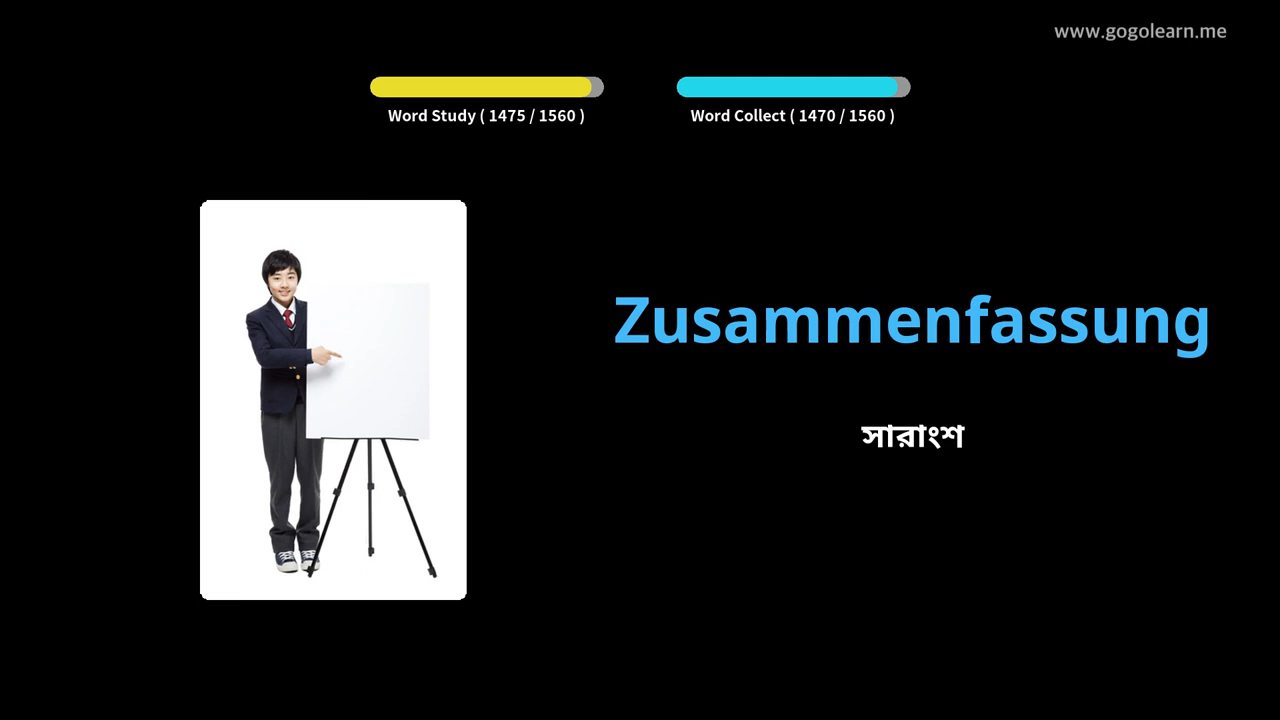 www.gogolearn.me
Word Study ( 1475 / 1560 )
Word Collect ( 1470 / 1560 )
Zusammenfassung
সারাংশ